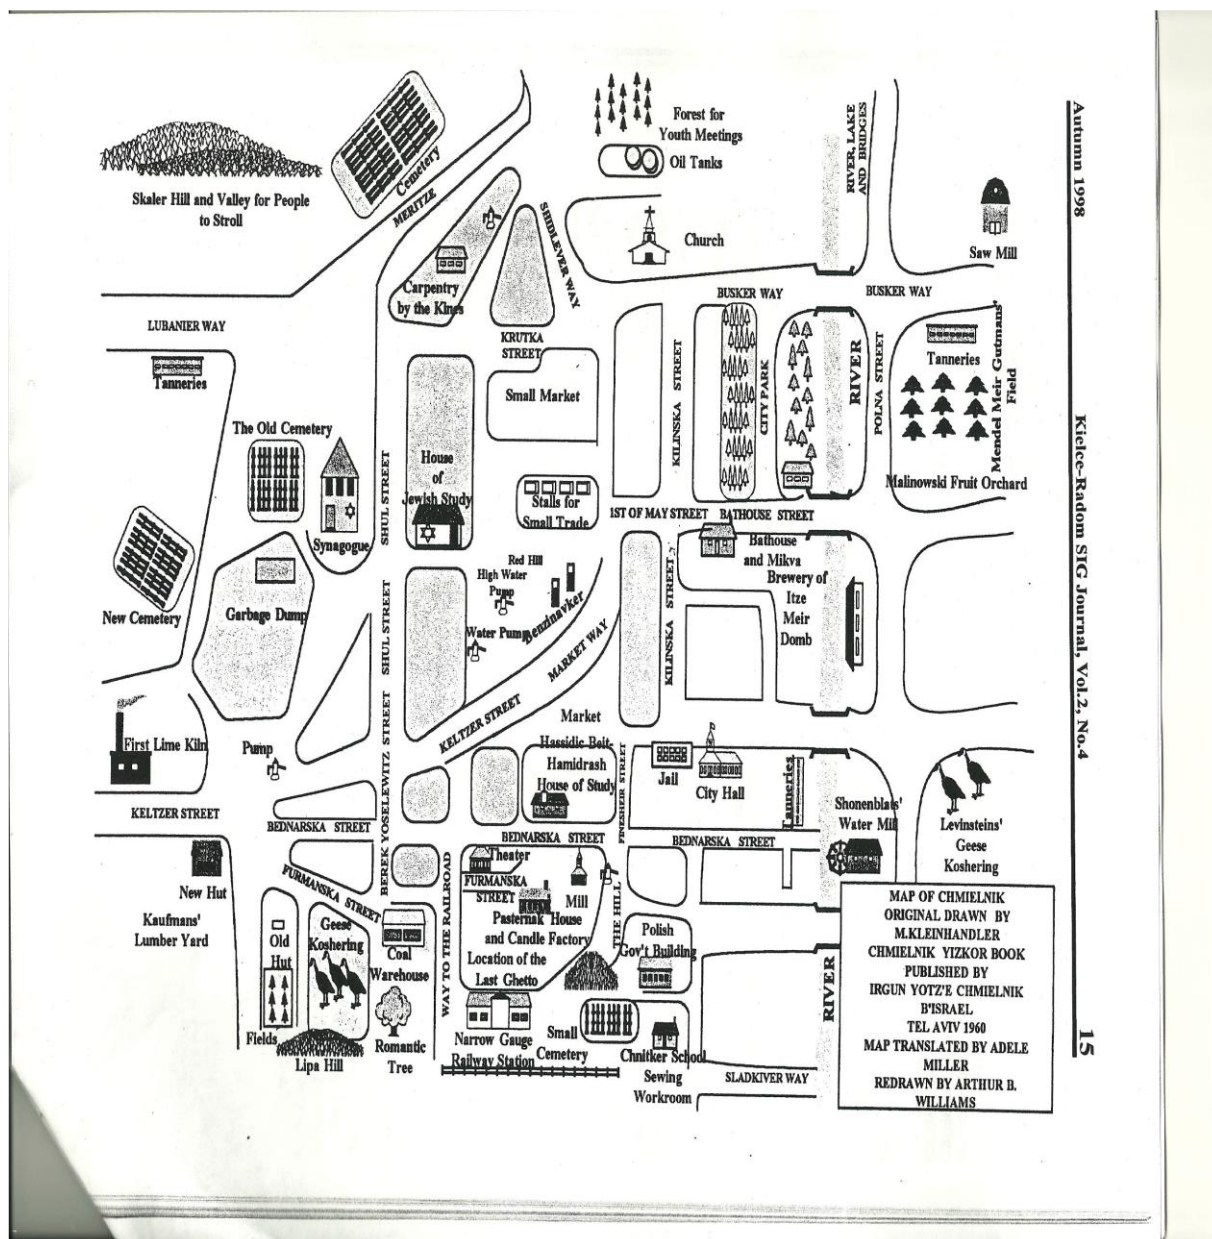 Autumn 1998
Kielce-Radom SIG Journal, Vol.2, No.4
15
Forest for
Youth Meetings
Oil Tanks
RIVER, LAKE
AND BRIDGES
Cemetery
MERITZE
Skaler Hill and Valley for People
to Stroll
SHIDLEVER WAY
Church
Saw Mill
Carpentry
by the Kines
BUSKER WAY
BUSKER WAY
LUBANIER WAY
KRUTKA
STREET
Tanneries
Small Market
KILINSKA STREET
CITY PARK
RIVER
POLNA STREET
Tanneries
Mendel Meir Gutmans'
Field
The Old Cemetery
House
of
Jewish Study
SHUL STREET
Malinowski Fruit Orchard
Stalls for
Small Trade
1ST OF MAY STREET
BATHOUSE STREET
Synagogue
Red Hill
High Water
Pump
Bathouse
and Mikva
Brewery of
Itze
Meir
Domb
New Cemetery
Garbage Dump
SHUL STREET
Water Pump
Benzinavker
MARKET WAY
KILINSKA STREET
KELTZER STREET
Market
First Lime Kiln
Pump
BEREK YOSELEWITZ STREET
Hassidic Beit-
Hamidrash
House of Study
FINESHEIR STREET
Jail
City Hall
Tanneries
KELTZER STREET
BEDNARSKA STREET
BEDNARSKA STREET
BEDNARSKA STREET
Shonenblats'
Water Mill
Levinsteins'
Geese
Koshering
New Hut
FURMANSKA STREET
WAY TO THE RAILROAD
Theater
FURMANSKA
STREET
Mill
THE HILL
Kaufmans'
Lumber Yard
Old
Hut
Geese
Koshering
Coal
Warehouse
Pasternak House
and Candle Factory
Location of the
Last Ghetto
Polish
Gov't Building
RIVER
Fields
Lipa Hill
Romantic
Tree
Narrow Gauge
Railway Station
Small
Cemetery
Chnitker School
Sewing
Workroom
SLADKIVER WAY
MAP OF CHMIELNIK
ORIGINAL DRAWN BY
M.KLEINHANDLER
CHMIELNIK YIZKOR BOOK
PUBLISHED BY
IRGUN YOTZ'E CHMIELNIK
B'ISRAEL
TEL AVIV 1960
MAP TRANSLATED BY ADELE
MILLER
REDRAWN BY ARTHUR B.
WILLIAMS